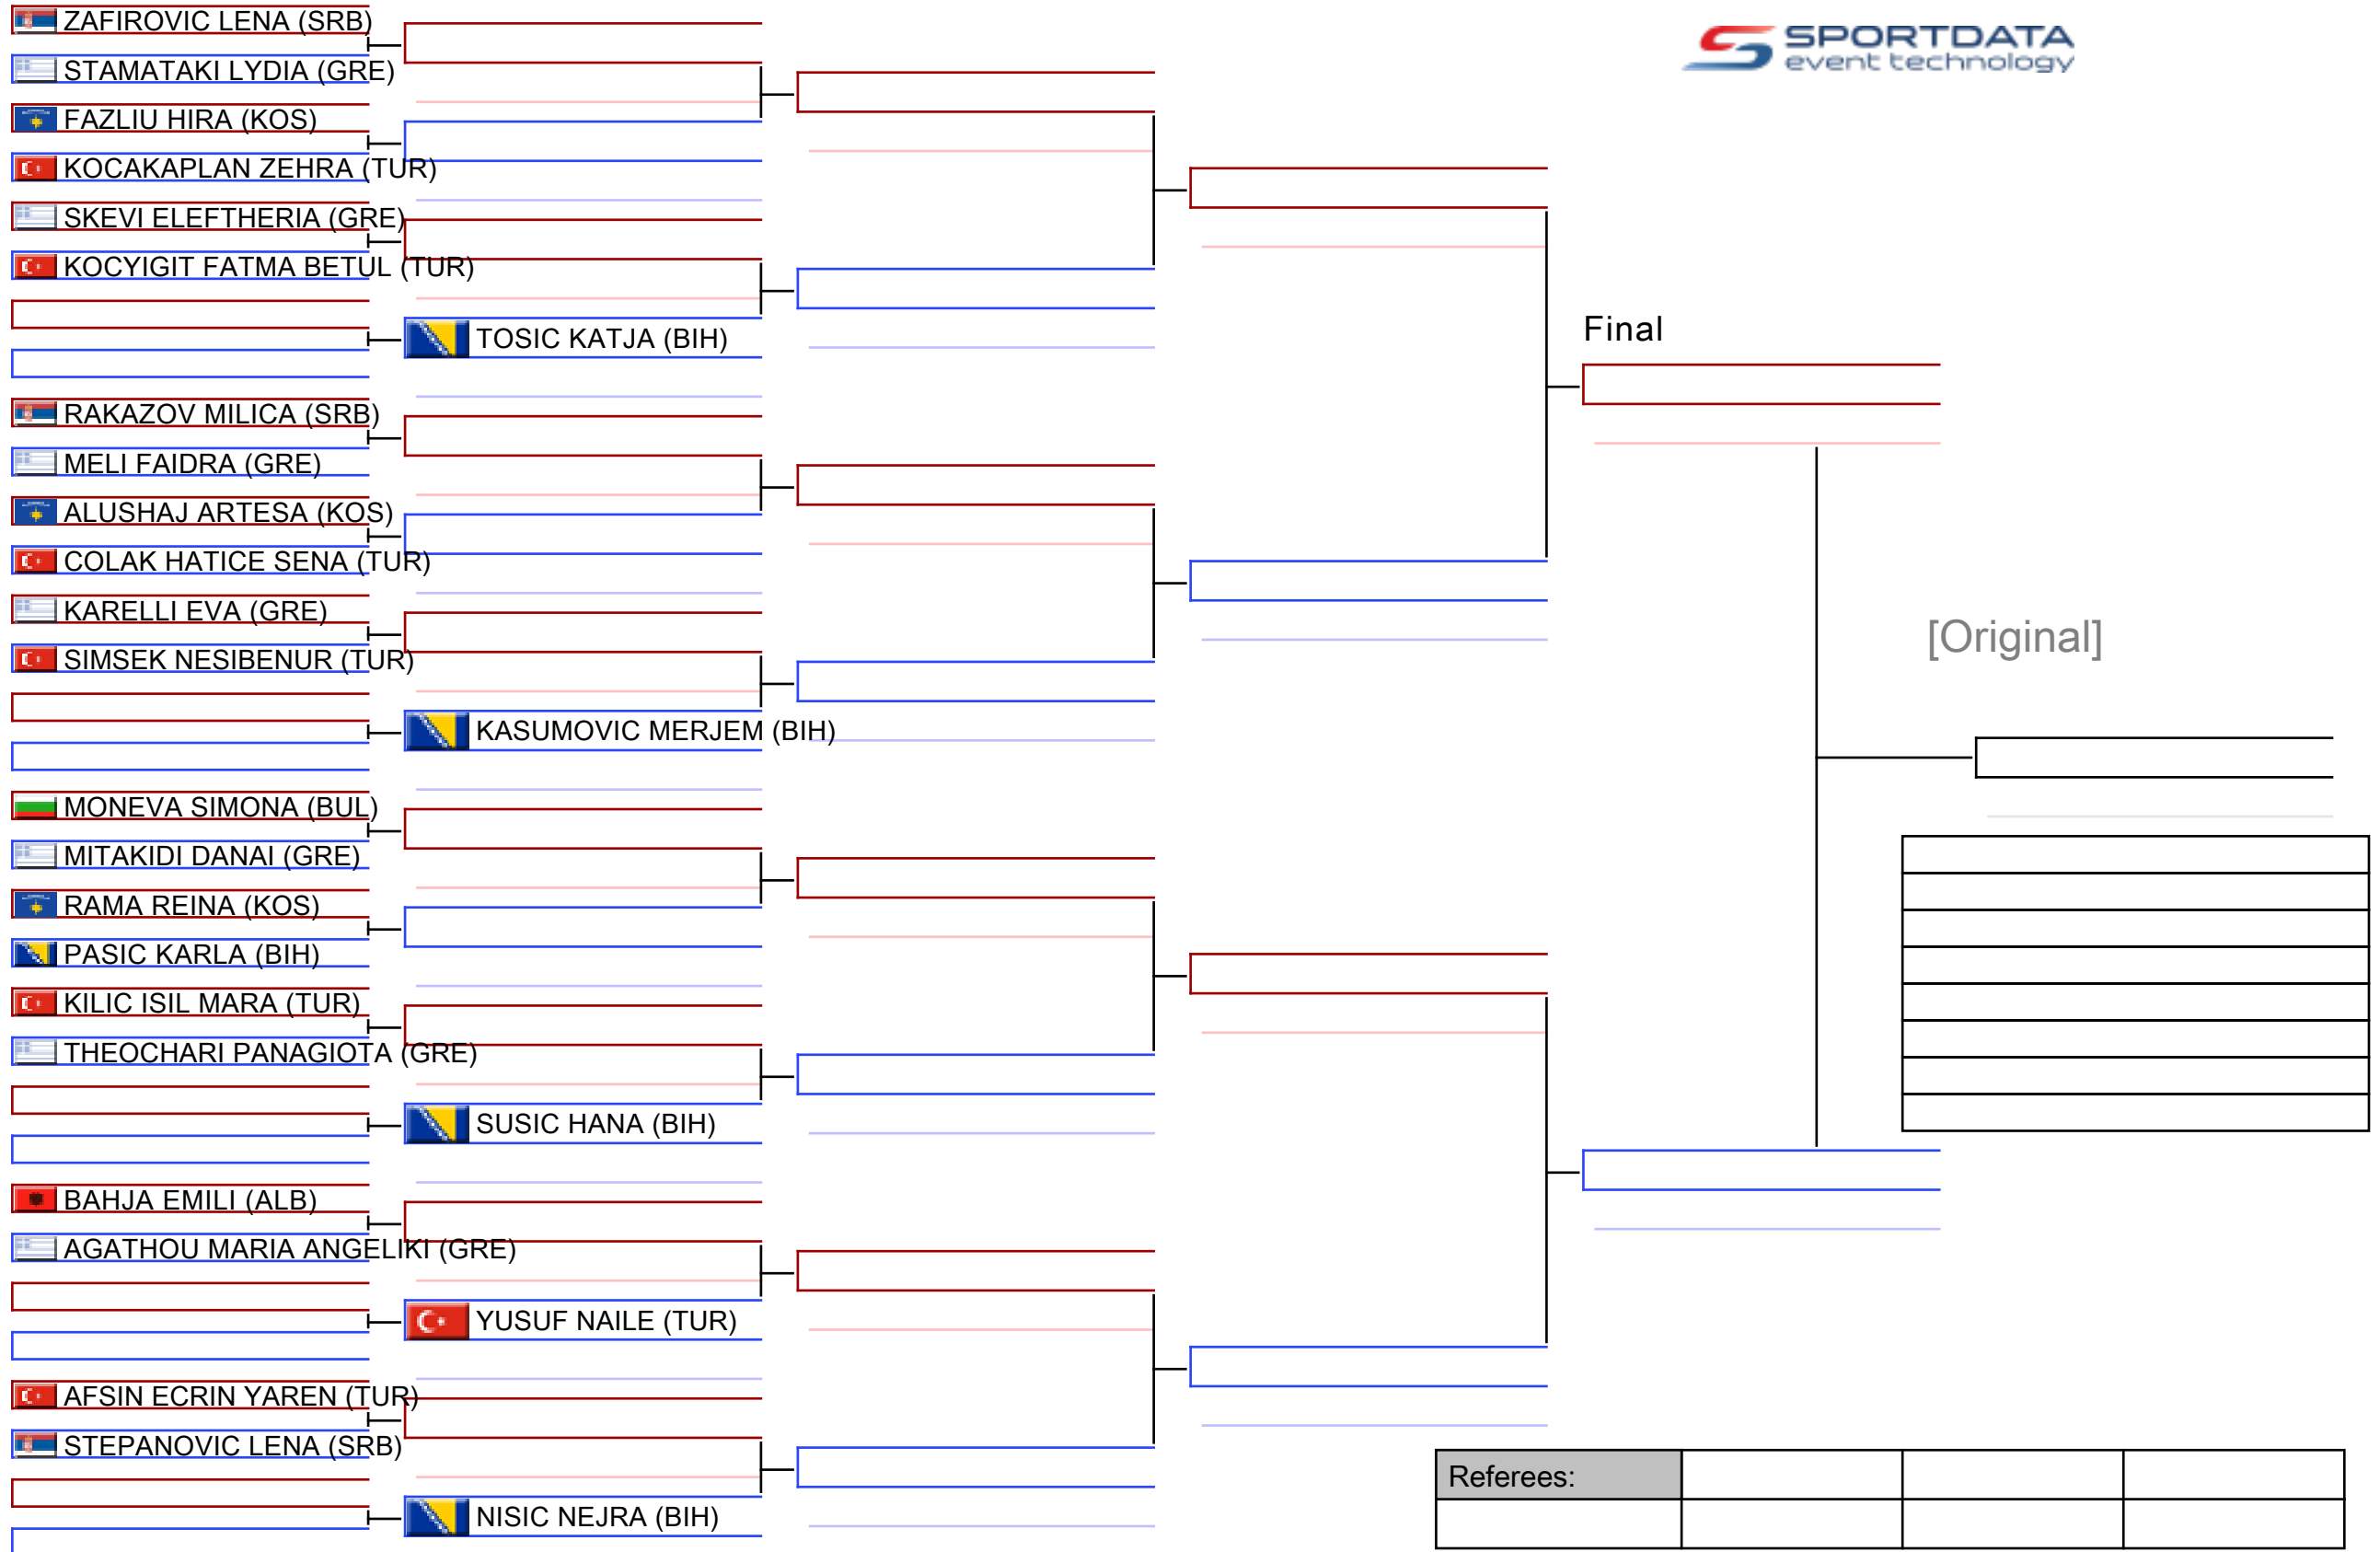 ZAFIROVIC LENA (SRB)
STAMATAKI LYDIA (GRE)
FAZLIU HIRA (KOS)
KOCAKAPLAN ZEHRA (TUR)
SKEVI ELEFTHERIA (GRE)
KOCYIGIT FATMA BETUL (TUR)
TOSIC KATJA (BIH)
RAKAZOV MILICA (SRB)
MELI FAIDRA (GRE)
ALUSHAJ ARTESA (KOS)
COLAK HATICE SENA (TUR)
KARELLI EVA (GRE)
SIMSEK NESIBENUR (TUR)
KASUMOVIC MERJEM (BIH)
MONEVA SIMONA (BUL)
MITAKIDI DANAI (GRE)
RAMA REINA (KOS)
PASIC KARLA (BIH)
KILIC ISIL MARA (TUR)
THEOCHARI PANAGIOTA (GRE)
SUSIC HANA (BIH)
BAHJA EMILI (ALB)
AGATHOU MARIA ANGELIKI (GRE)
YUSUF NAILE (TUR)
AFSIN ECRIN YAREN (TUR)
STEPANOVIC LENA (SRB)
NISIC NEJRA (BIH)
SPORTDATA
event technology
Final
[Original]
Referees: